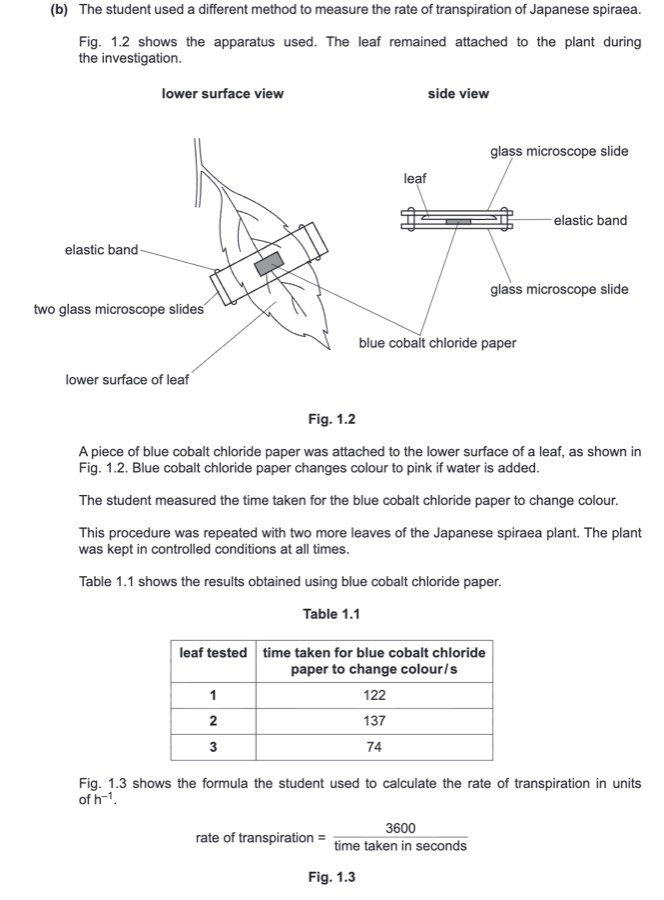 (b) The student used a different method to measure the rate of transpiration of Japanese spiraea.
Fig. 1.2 shows the apparatus used. The leaf remained attached to the plant during
the investigation.
lower surface view
side view
glass microscope slide
leaf
elastic band
elastic band
glass microscope slide
two glass microscope slides
blue cobalt chloride paper
lower surface of leaf
Fig. 1.2
A piece of blue cobalt chloride paper was attached to the lower surface of a leaf, as shown in
Fig. 1.2. Blue cobalt chloride paper changes colour to pink if water is added.
The student measured the time taken for the blue cobalt chloride paper to change colour.
This procedure was repeated with two more leaves of the Japanese spiraea plant. The plant
was kept in controlled conditions at all times.
Table 1.1 shows the results obtained using blue cobalt chloride paper.
Table 1.1
leaf tested time taken for blue cobalt chloride
paper to change colour/s
1 122
2 137
3 74
Fig. 1.3 shows the formula the student used to calculate the rate of transpiration in units
of h⁻¹.
3600
rate of transpiration =
time taken in seconds
Fig. 1.3